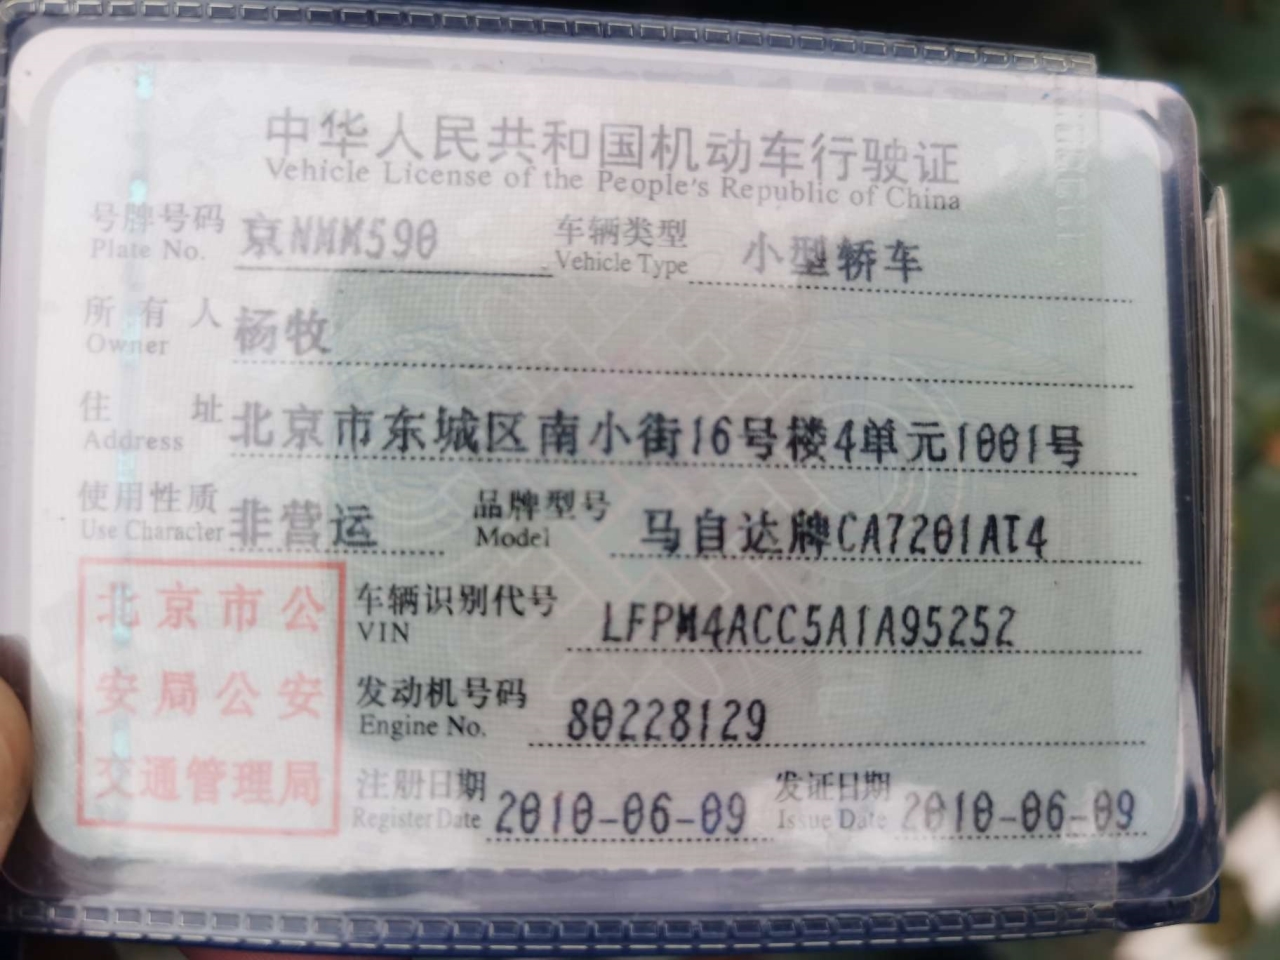 中华人民共和国机动车行驶证
Vehicle License of the People's Republic of China
号牌号码 京NMM590 车辆类型 小型轿车
Plate No. Vehicle Type
所有人 杨牧
Owner
住址 北京市东城区南小街16号楼4单元1001号
Address
使用性质 非营运 品牌型号 马自达牌CA7201AT4
Use Character Model
北京市公
安局公安
交通管理局
车辆识别代号 LFPM4ACC5A1A95252
VIN
发动机号码 80228129
Engine No.
注册日期 2010-06-09 发证日期 2010-06-09
Register Date Issue Date